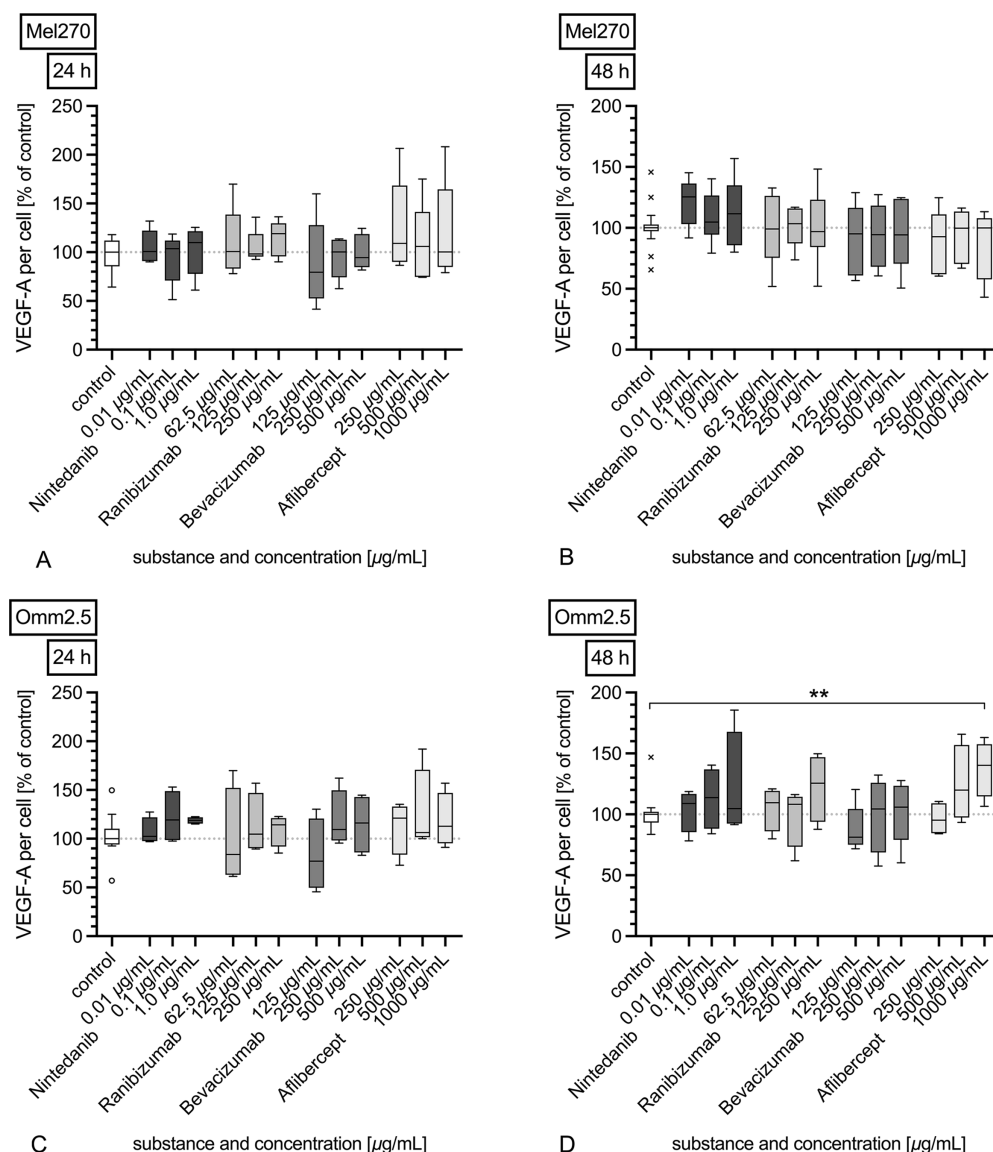 Mel270
24 h
VEGF-A per cell [% of control]
250
200
150
100
50
0
control
0.01 µg/mL
0.1 µg/mL
1.0 µg/mL
62.5 µg/mL
125 µg/mL
250 µg/mL
125 µg/mL
250 µg/mL
500 µg/mL
250 µg/mL
500 µg/mL
1000 µg/mL
Nintedanib
Ranibizumab
Bevacizumab
Aflibercept
A
substance and concentration [µg/mL]
Mel270
48 h
VEGF-A per cell [% of control]
200
150
100
50
0
control
0.01 µg/mL
0.1 µg/mL
1.0 µg/mL
62.5 µg/mL
125 µg/mL
250 µg/mL
125 µg/mL
250 µg/mL
500 µg/mL
250 µg/mL
500 µg/mL
1000 µg/mL
Nintedanib
Ranibizumab
Bevacizumab
Aflibercept
B
substance and concentration [µg/mL]
Omm2.5
24 h
VEGF-A per cell [% of control]
250
200
150
100
50
0
control
0.01 µg/mL
0.1 µg/mL
1.0 µg/mL
62.5 µg/mL
125 µg/mL
250 µg/mL
125 µg/mL
250 µg/mL
500 µg/mL
250 µg/mL
500 µg/mL
1000 µg/mL
Nintedanib
Ranibizumab
Bevacizumab
Aflibercept
C
substance and concentration [µg/mL]
Omm2.5
48 h
VEGF-A per cell [% of control]
200
150
100
50
0
**
control
0.01 µg/mL
0.1 µg/mL
1.0 µg/mL
62.5 µg/mL
125 µg/mL
250 µg/mL
125 µg/mL
250 µg/mL
500 µg/mL
250 µg/mL
500 µg/mL
1000 µg/mL
Nintedanib
Ranibizumab
Bevacizumab
Aflibercept
D
substance and concentration [µg/mL]